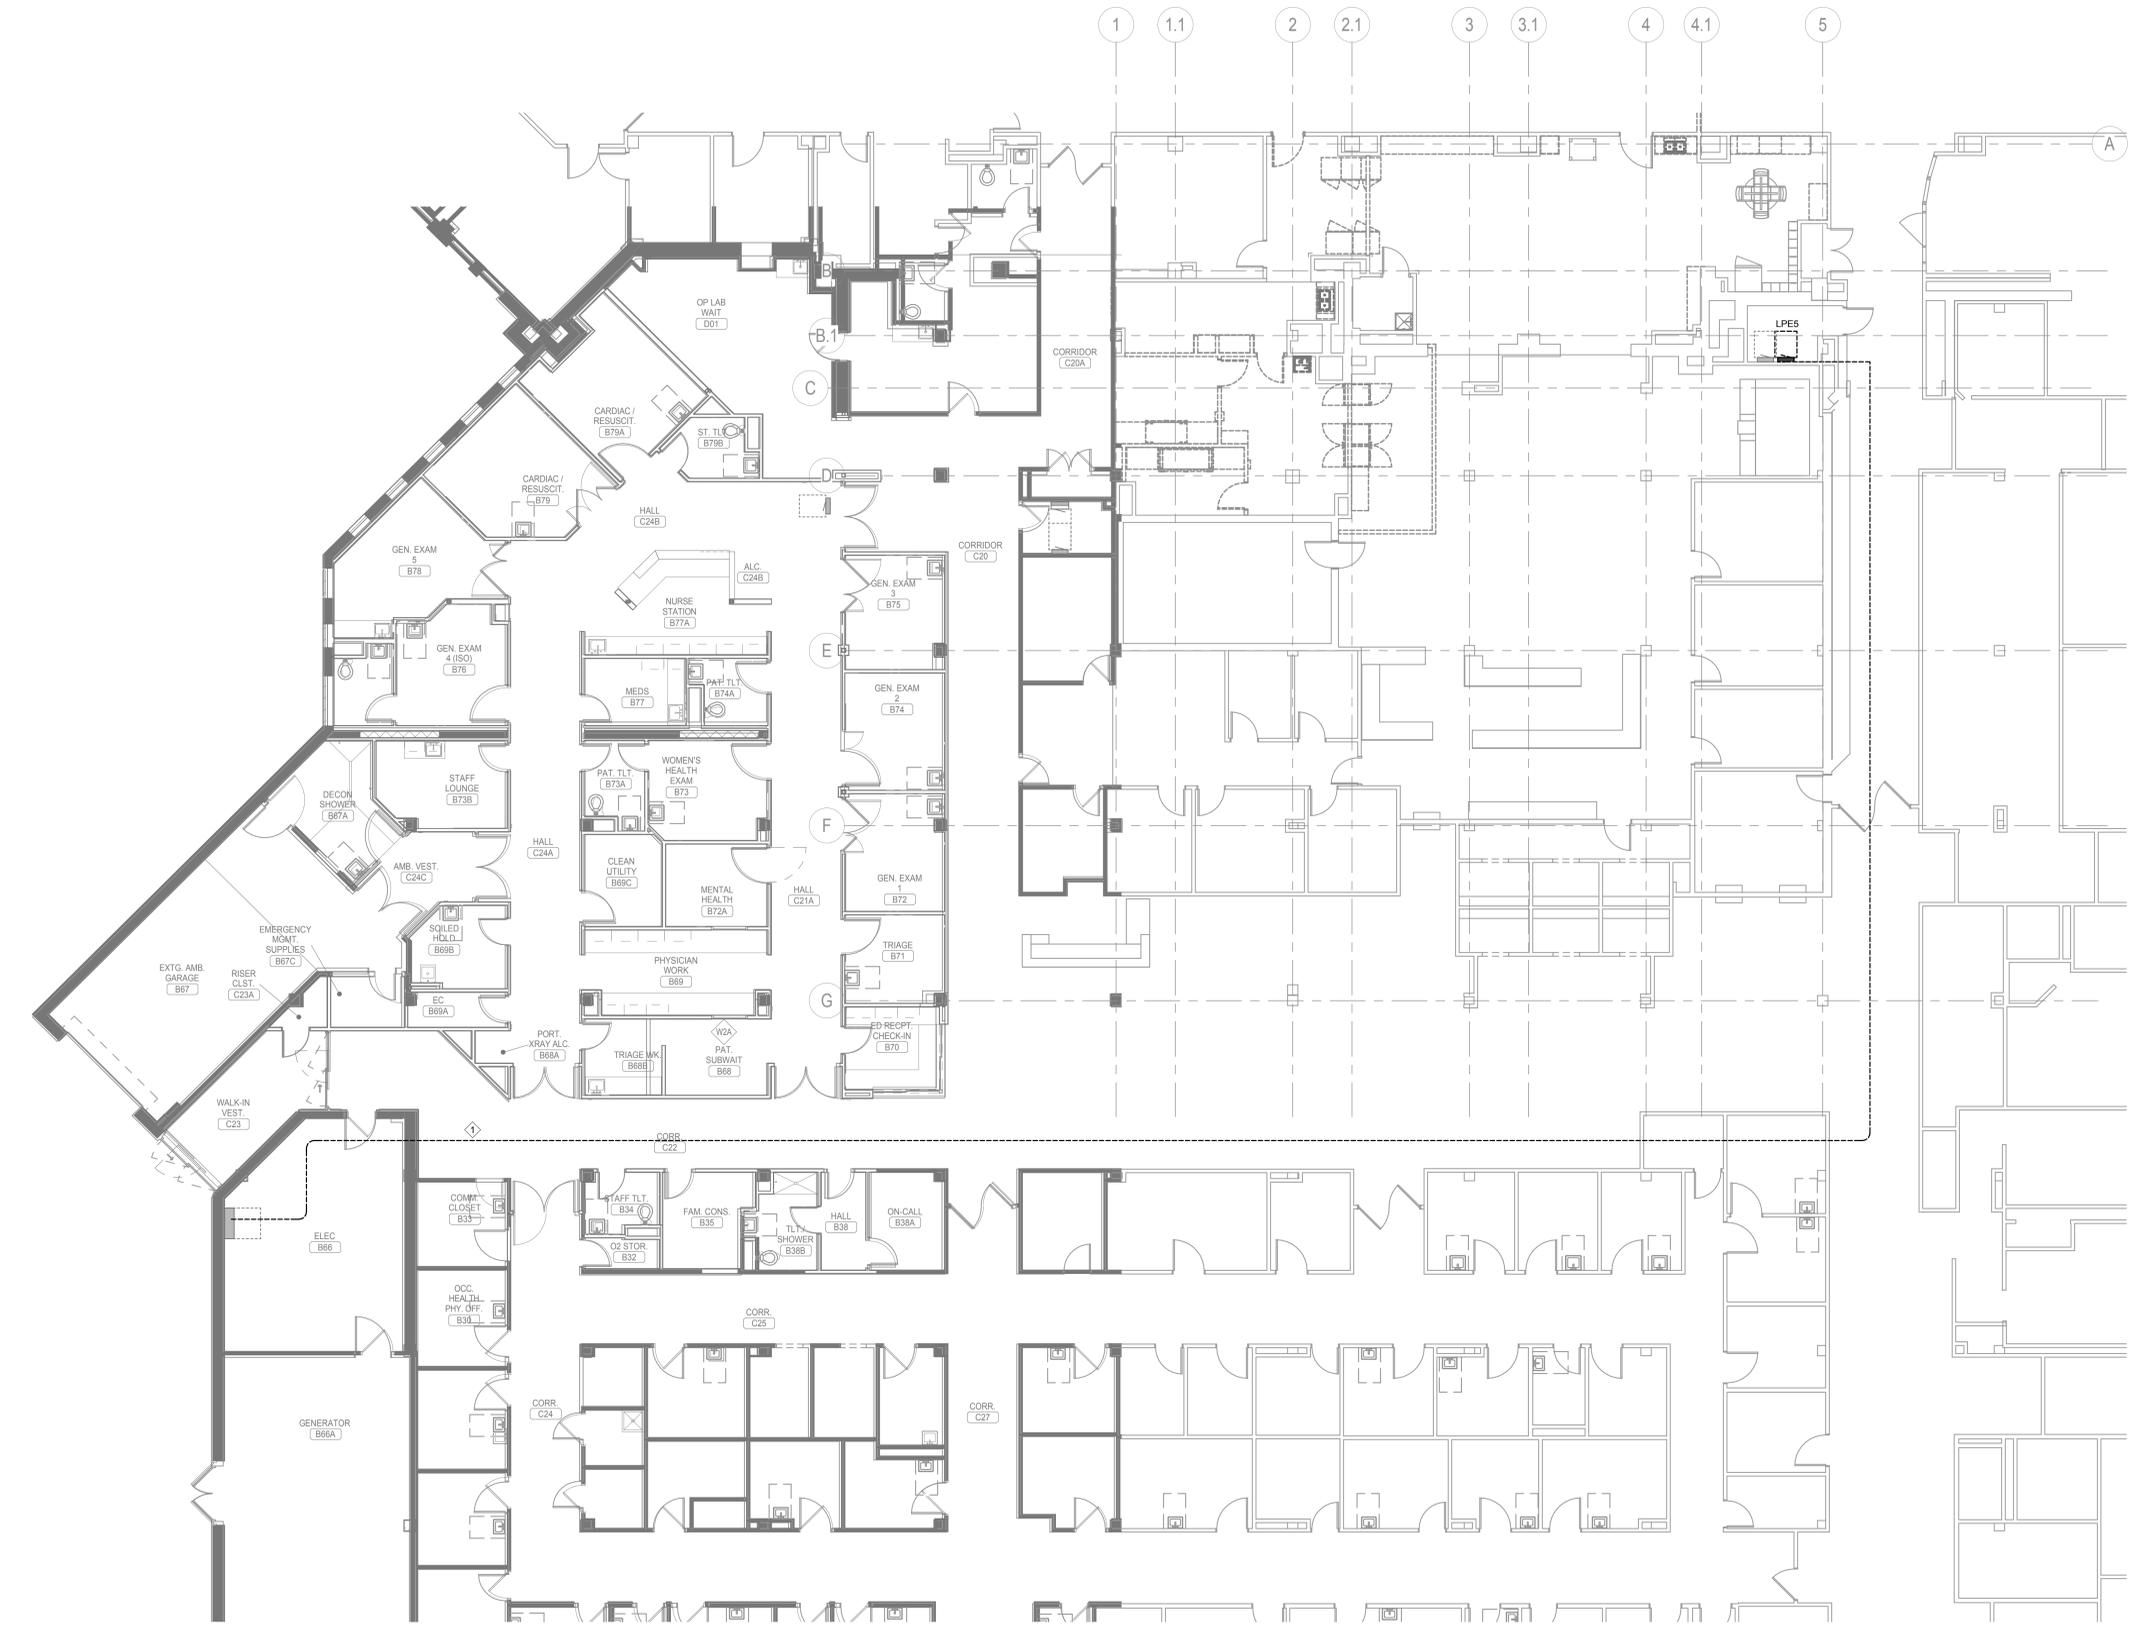 1
1.1
2
2.1
3
3.1
4
4.1
5
A
B
OP LAB
WAIT
D01
B.1
LPE5
CORRIDOR
C20A
C
CARDIAC /
RESUSCIT.
B79A
ST. TLT.
B79B
D
CARDIAC /
RESUSCIT.
B79
HALL
C24B
CORRIDOR
C20
GEN. EXAM
5
B78
ALC.
C24B
GEN. EXAM
3
B75
NURSE
STATION
B77A
E
GEN. EXAM
4 (ISO)
B76
MEDS
B77
PAT. TLT.
B74A
GEN. EXAM
2
B74
WOMEN'S
HEALTH
EXAM
B73
PAT. TLT.
B73A
STAFF
LOUNGE
B73B
DECON
SHOWER
B67A
F
HALL
C24A
AMB. VEST.
C24C
CLEAN
UTILITY
B69C
MENTAL
HEALTH
B72A
HALL
C21A
GEN. EXAM
1
B72
EMERGENCY
MGMT.
SUPPLIES
B67C
SOILED
HOLD
B69B
TRIAGE
B71
EXTG. AMB.
GARAGE
B67
RISER
CLST.
C23A
PHYSICIAN
WORK
B69
EC
B69A
G
PORT.
XRAY ALC.
B68A
W2A
TRIAGE WK.
B68B
PAT.
SUBWAIT
B68
ED RECPT.
CHECK-IN
B70
WALK-IN
VEST.
C23
1
CORR.
C22
COMM.
CLOSET
B33
STAFF TLT.
B34
FAM. CONS.
B35
HALL
B38
ON-CALL
B38A
ELEC
B66
O2 STOR.
B32
TLT./
SHOWER
B38B
OCC.
HEALTH
PHY. OFF.
B30
CORR.
C25
GENERATOR
B66A
CORR.
C24
CORR.
C27